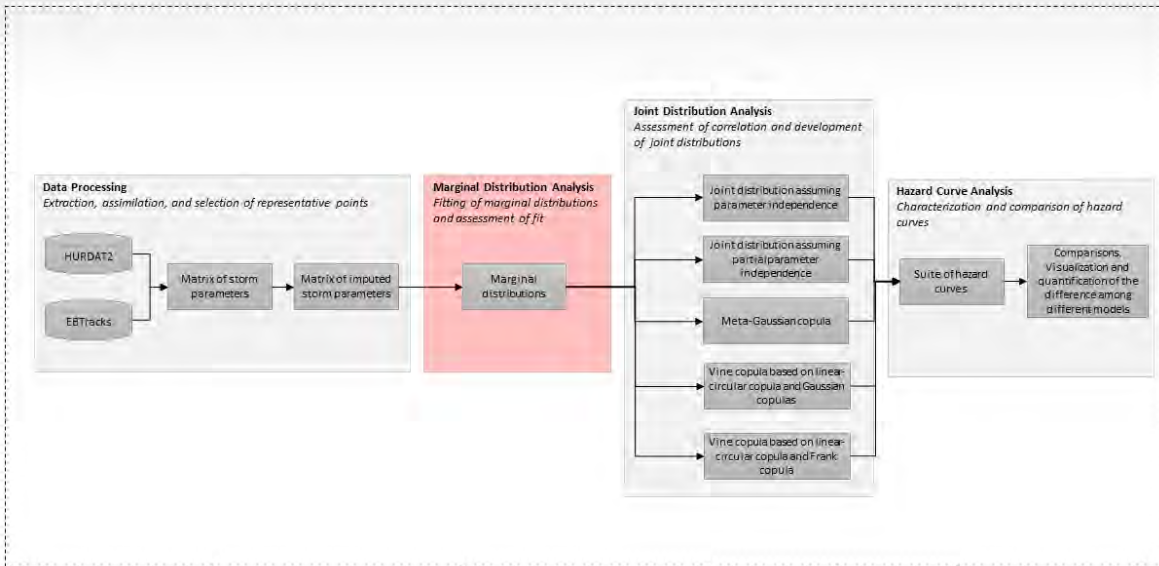 Data Processing
Extraction, assimilation, and selection of representative points
HURDAT2
EBTracks
Matrix of storm
parameters
Matrix of imputed
storm parameters
Marginal Distribution Analysis
Fitting of marginal distributions
and assessment of fit
Marginal
distributions
Joint Distribution Analysis
Assessment of correlation and development
of joint distributions
Joint distribution assuming
parameter independence
Joint distribution assuming
partial parameter
independence
Meta-Gaussian copula
Vine copula based on linear-
circular copula and Gaussian
copulas
Vine copula based on linear-
circular copula and Frank
copula
Hazard Curve Analysis
Characterization and comparison of hazard
curves
Suite of hazard
curves
Comparisons,
Visualization and
quantification of the
difference among
different models